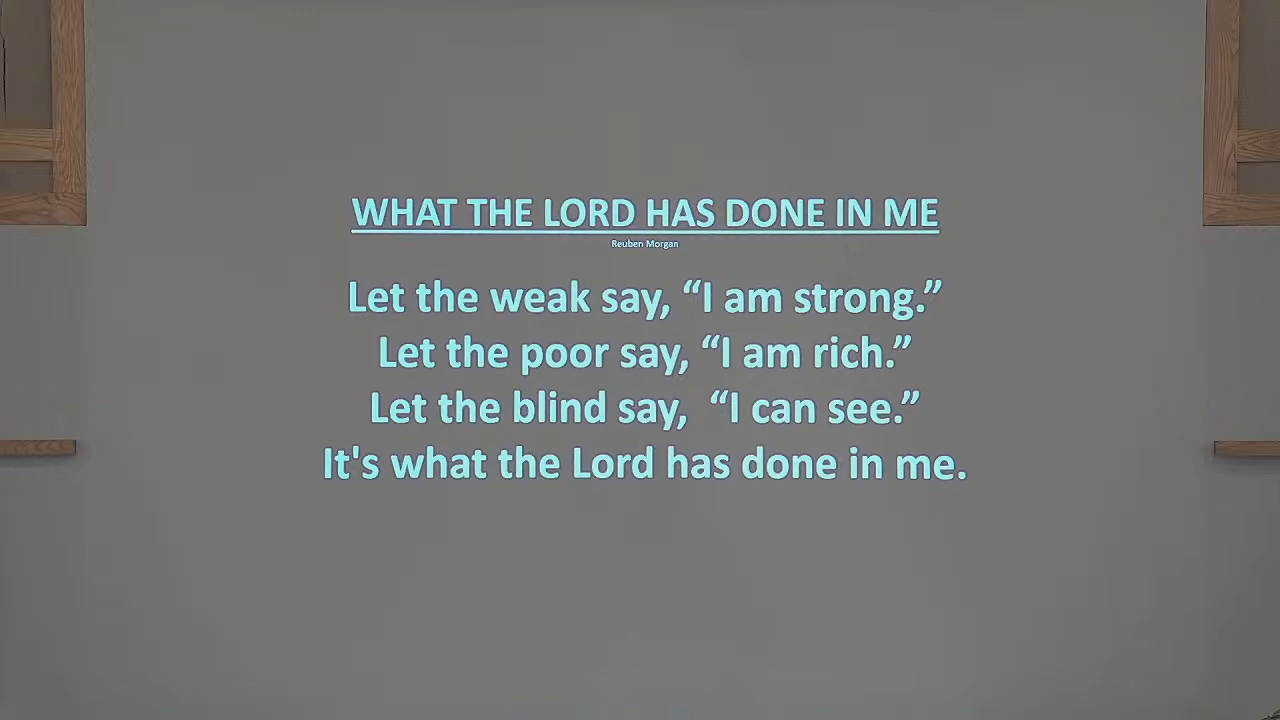 WHAT THE LORD HAS DONE IN ME
Reuben Morgan
Let the weak say, “I am strong.”
Let the poor say, “I am rich.”
Let the blind say,  “I can see.”
It's what the Lord has done in me.